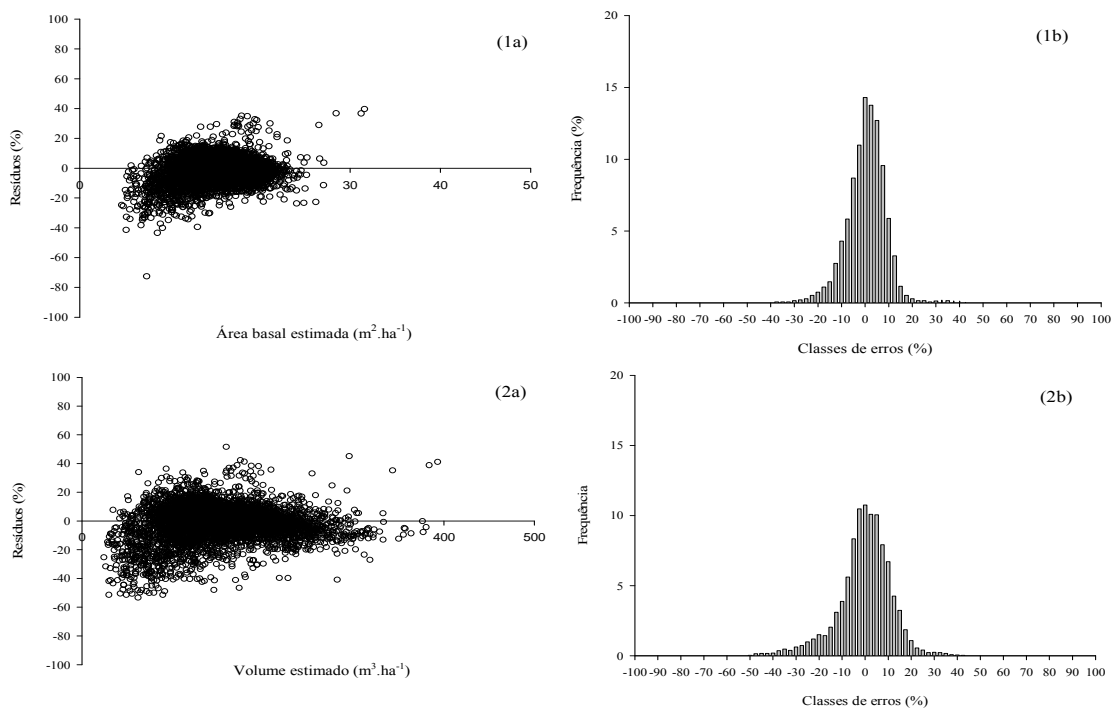 (1a)
100
80
60
40
20
0
-20
-40
-60
-80
-100
Resíduos (%)
0
30
40
50
Área basal estimada (m².ha⁻¹)
(1b)
20
15
10
5
0
Frequência (%)
-100 -90 -80 -70 -60 -50 -40 -30 -20 -10 0 10 20 30 40 50 60 70 80 90 100
Classes de erros (%)
(2a)
100
80
60
40
20
0
-20
-40
-60
-80
-100
Resíduos (%)
0
400
500
Volume estimado (m³.ha⁻¹)
(2b)
20
15
10
5
0
Frequência
-100 -90 -80 -70 -60 -50 -40 -30 -20 -10 0 10 20 30 40 50 60 70 80 90 100
Classes de erros (%)